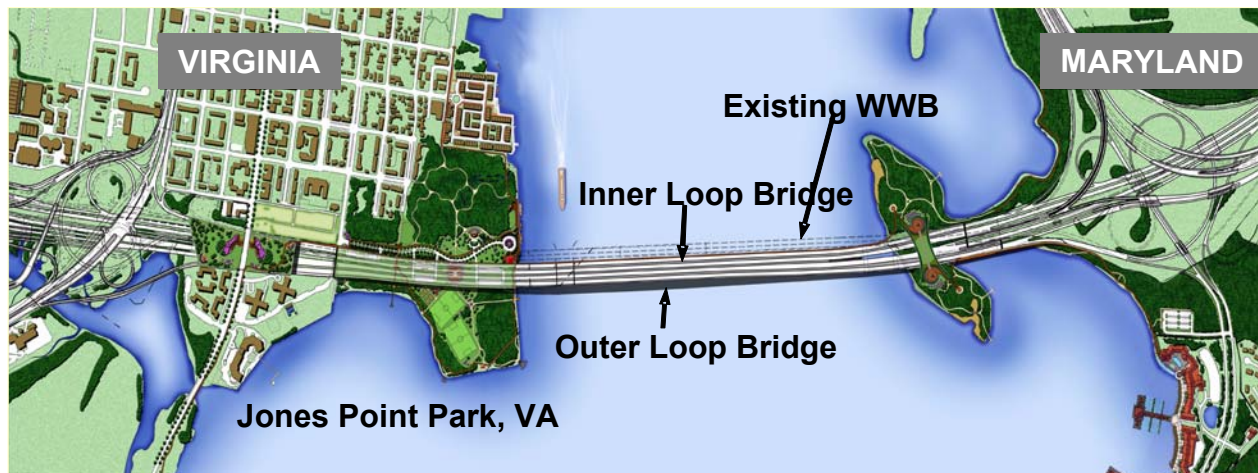 VIRGINIA
MARYLAND
Existing WWB
Inner Loop Bridge
Outer Loop Bridge
Jones Point Park, VA